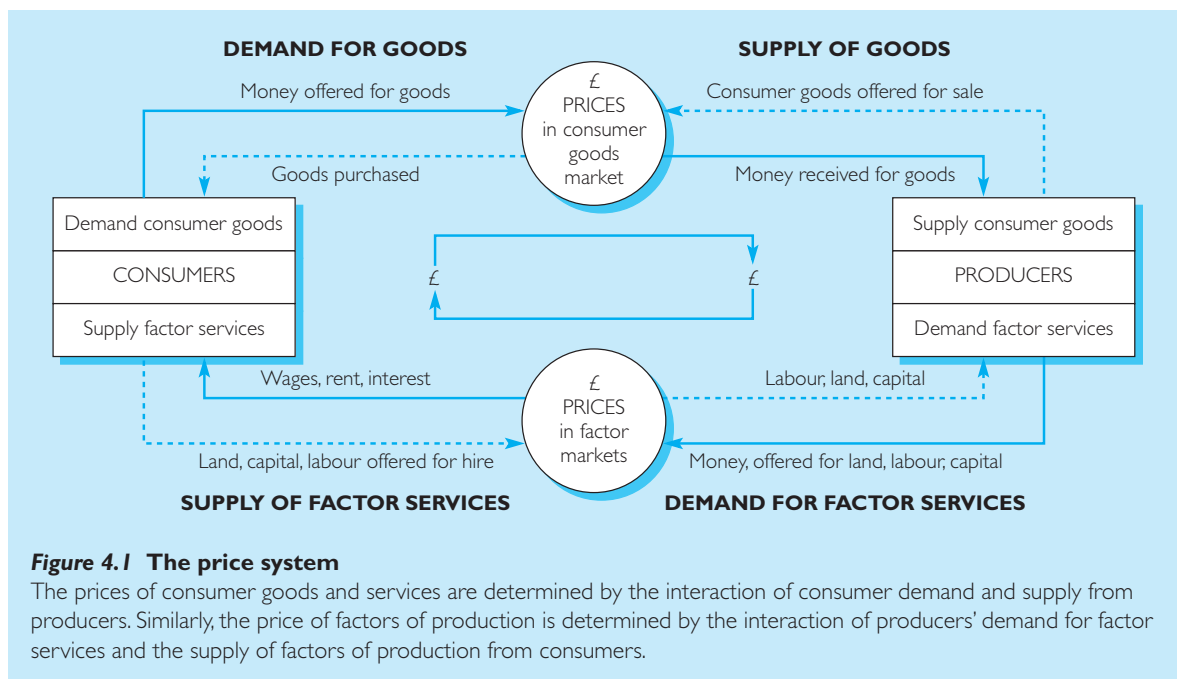 DEMAND FOR GOODS
SUPPLY OF GOODS
Money offered for goods
£
PRICES
in consumer
goods
market
Consumer goods offered for sale
Goods purchased
Money received for goods
Demand consumer goods
CONSUMERS
Supply factor services
£
£
Supply consumer goods
PRODUCERS
Demand factor services
Wages, rent, interest
£
PRICES
in factor
markets
Labour, land, capital
Land, capital, labour offered for hire
Money, offered for land, labour, capital
SUPPLY OF FACTOR SERVICES
DEMAND FOR FACTOR SERVICES
Figure 4.1 The price system
The prices of consumer goods and services are determined by the interaction of consumer demand and supply from
producers. Similarly, the price of factors of production is determined by the interaction of producers' demand for factor
services and the supply of factors of production from consumers.